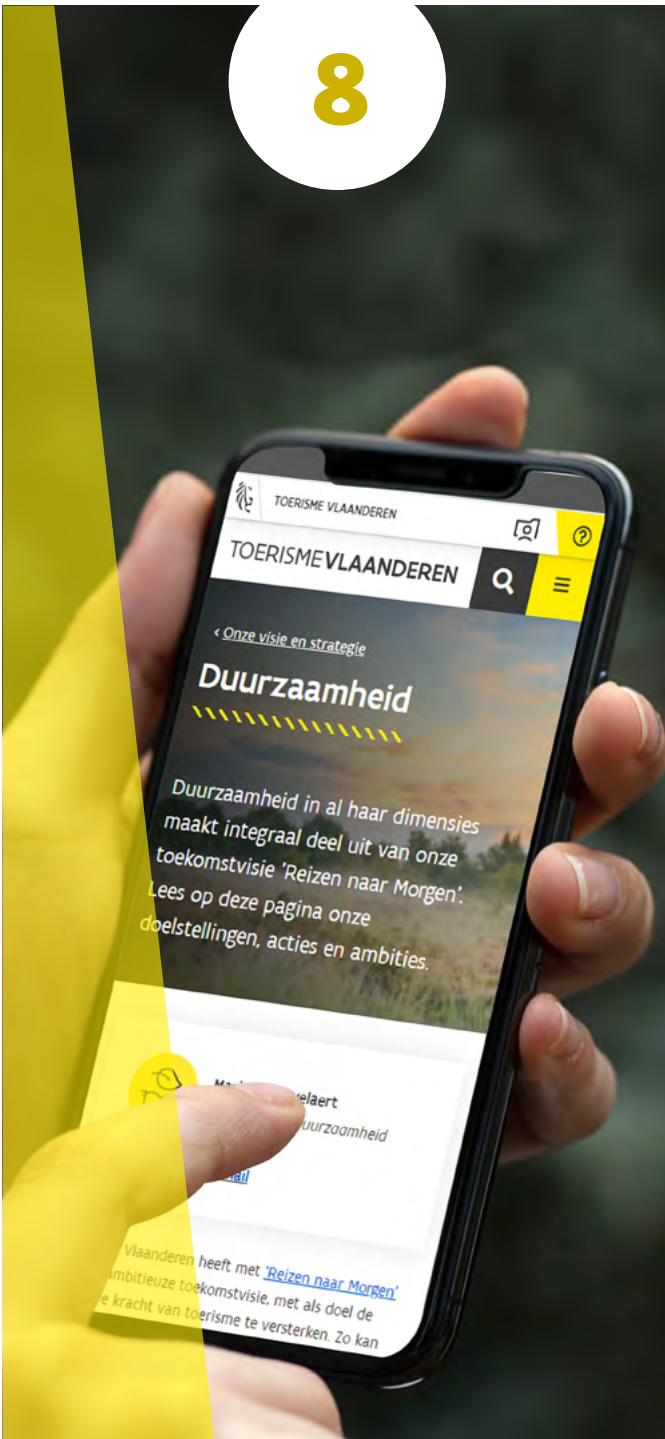 8
TOERISME VLAANDEREN
TOERISMEVLAANDEREN
‹ Onze visie en strategie
Duurzaamheid
Duurzaamheid in al haar dimensies
maakt integraal deel uit van onze
toekomstvisie 'Reizen naar Morgen'.
Lees op deze pagina onze
doelstellingen, acties en ambities.
Vlaanderen heeft met 'Reizen naar Morgen'
ambitieuze toekomstvisie, met als doel de
kracht van toerisme te versterken. Zo kan